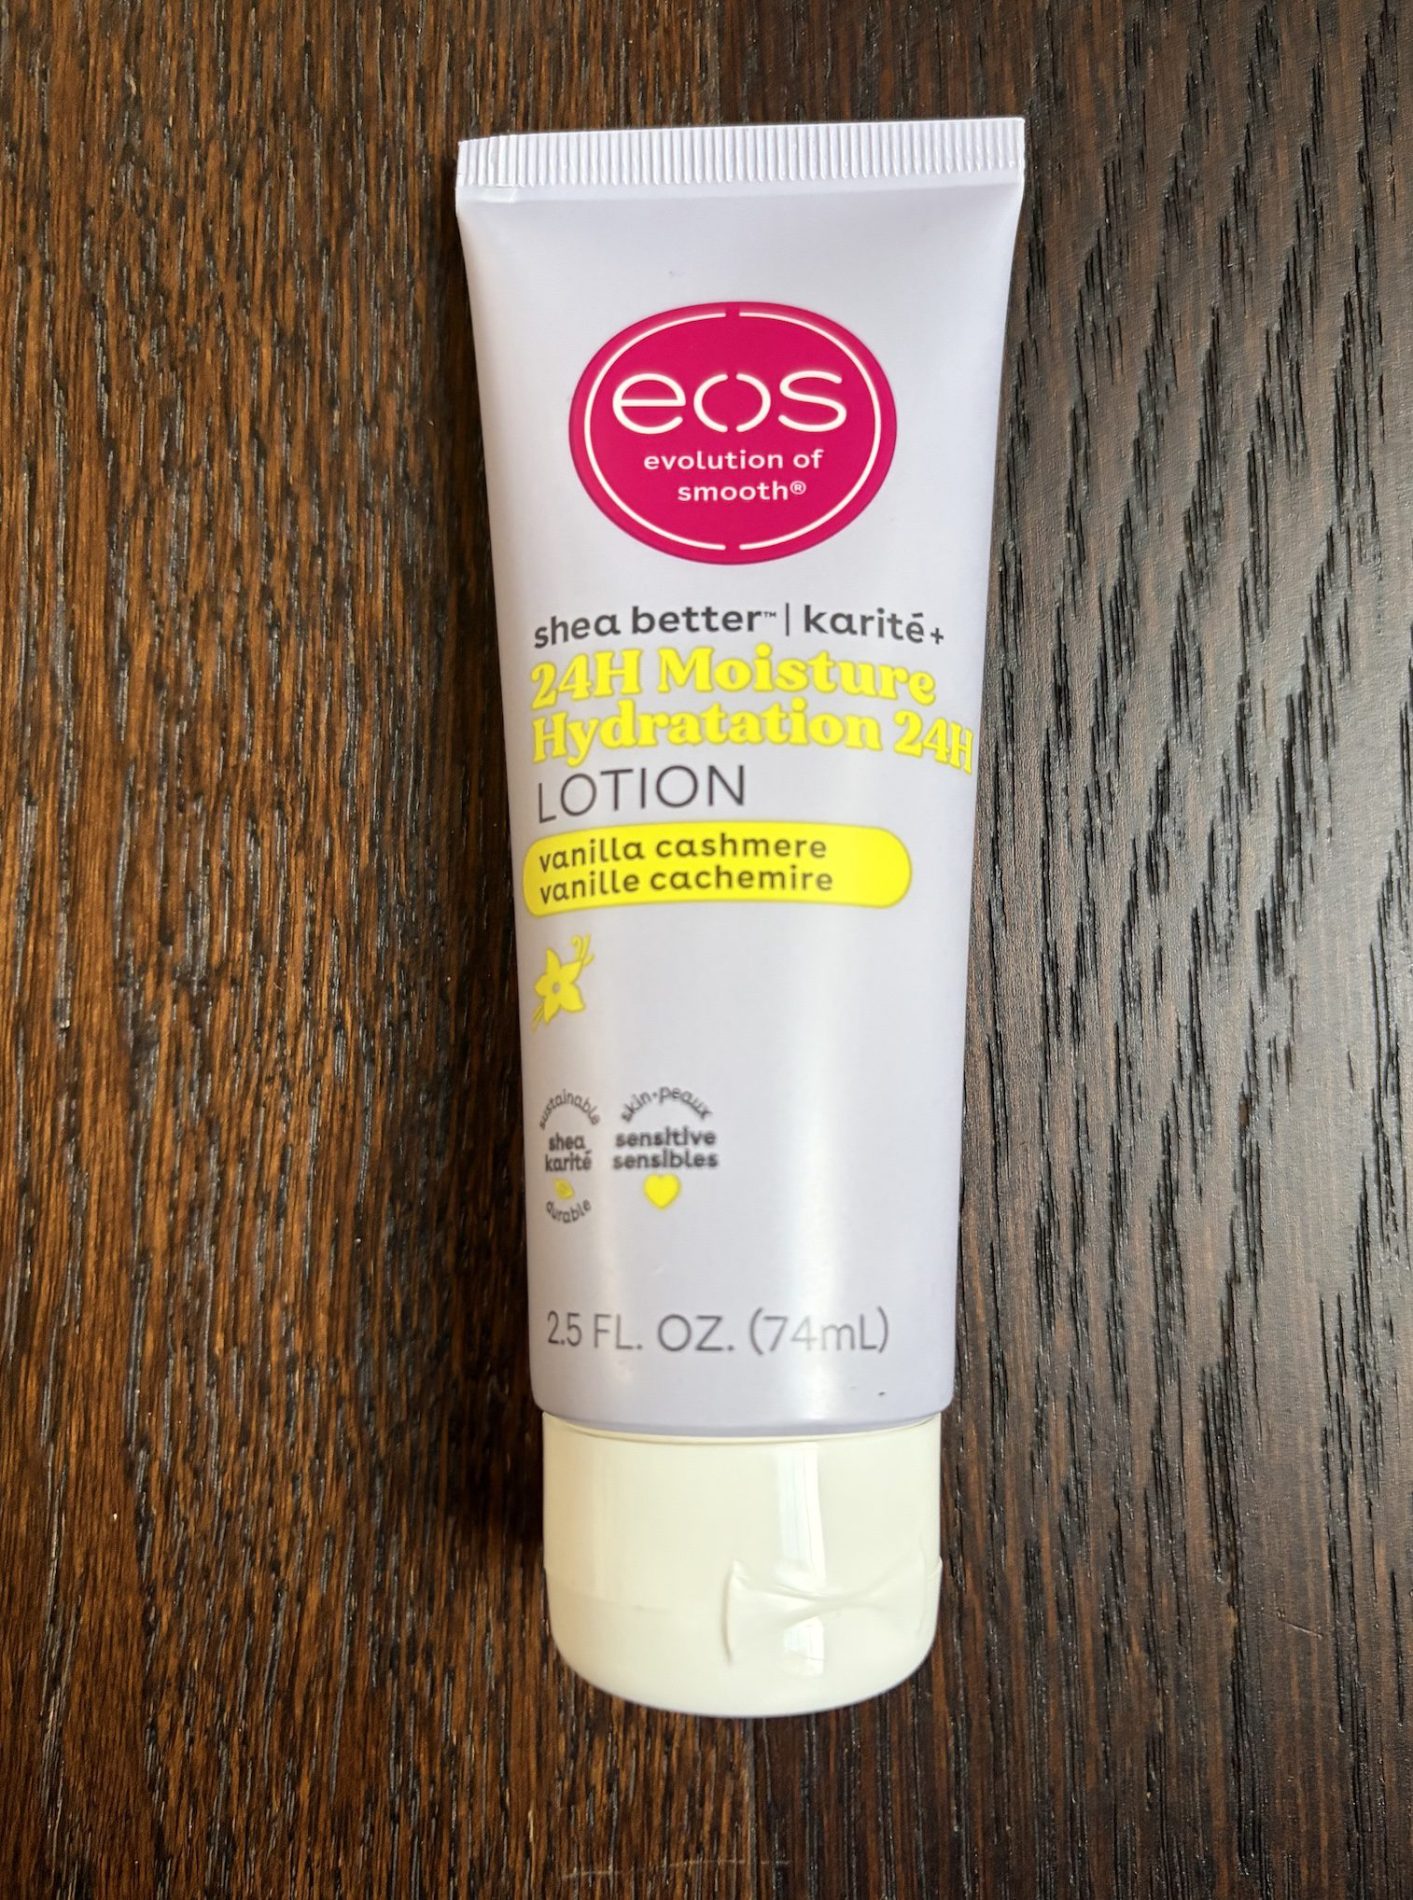 eos
evolution of
smooth®
shea better™ | karité+
24H Moisture
Hydratation 24H
LOTION
vanilla cashmere
vanille cachemire
sustainable
shea
karité
durable
skin•peaux
sensitive
sensibles
2.5 FL. OZ. (74mL)